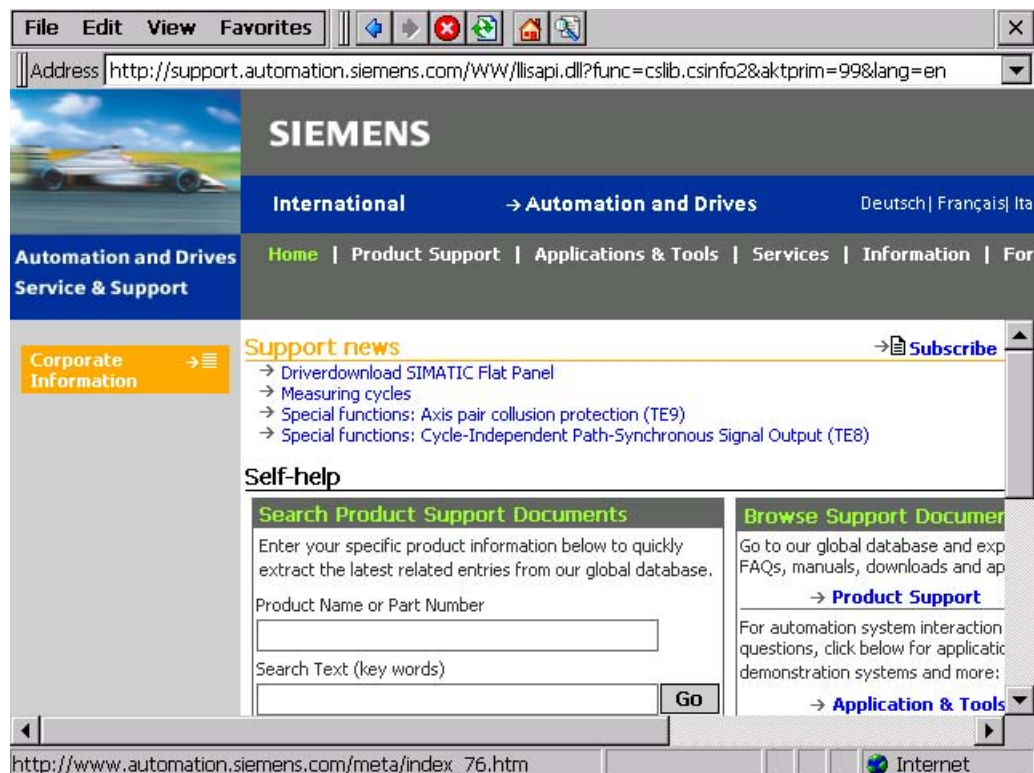 File Edit View Favorites
Address http://support.automation.siemens.com/WW/llisapi.dll?func=cslib.csinfo2&aktprim=99&lang=en
SIEMENS
International → Automation and Drives Deutsch| Français| Ita
Automation and Drives
Service & Support
Home | Product Support | Applications & Tools | Services | Information | For
Corporate
Information
Support news
→ Subscribe
→ Driverdownload SIMATIC Flat Panel
→ Measuring cycles
→ Special functions: Axis pair collusion protection (TE9)
→ Special functions: Cycle-Independent Path-Synchronous Signal Output (TE8)
Self-help
Search Product Support Documents
Enter your specific product information below to quickly
extract the latest related entries from our global database.
Product Name or Part Number
Search Text (key words)
Go
Browse Support Documen
Go to our global database and exp
FAQs, manuals, downloads and ap
→ Product Support
For automation system interaction
questions, click below for applicatic
demonstration systems and more:
→ Application & Tools
http://www.automation.siemens.com/meta/index_76.htm
Internet